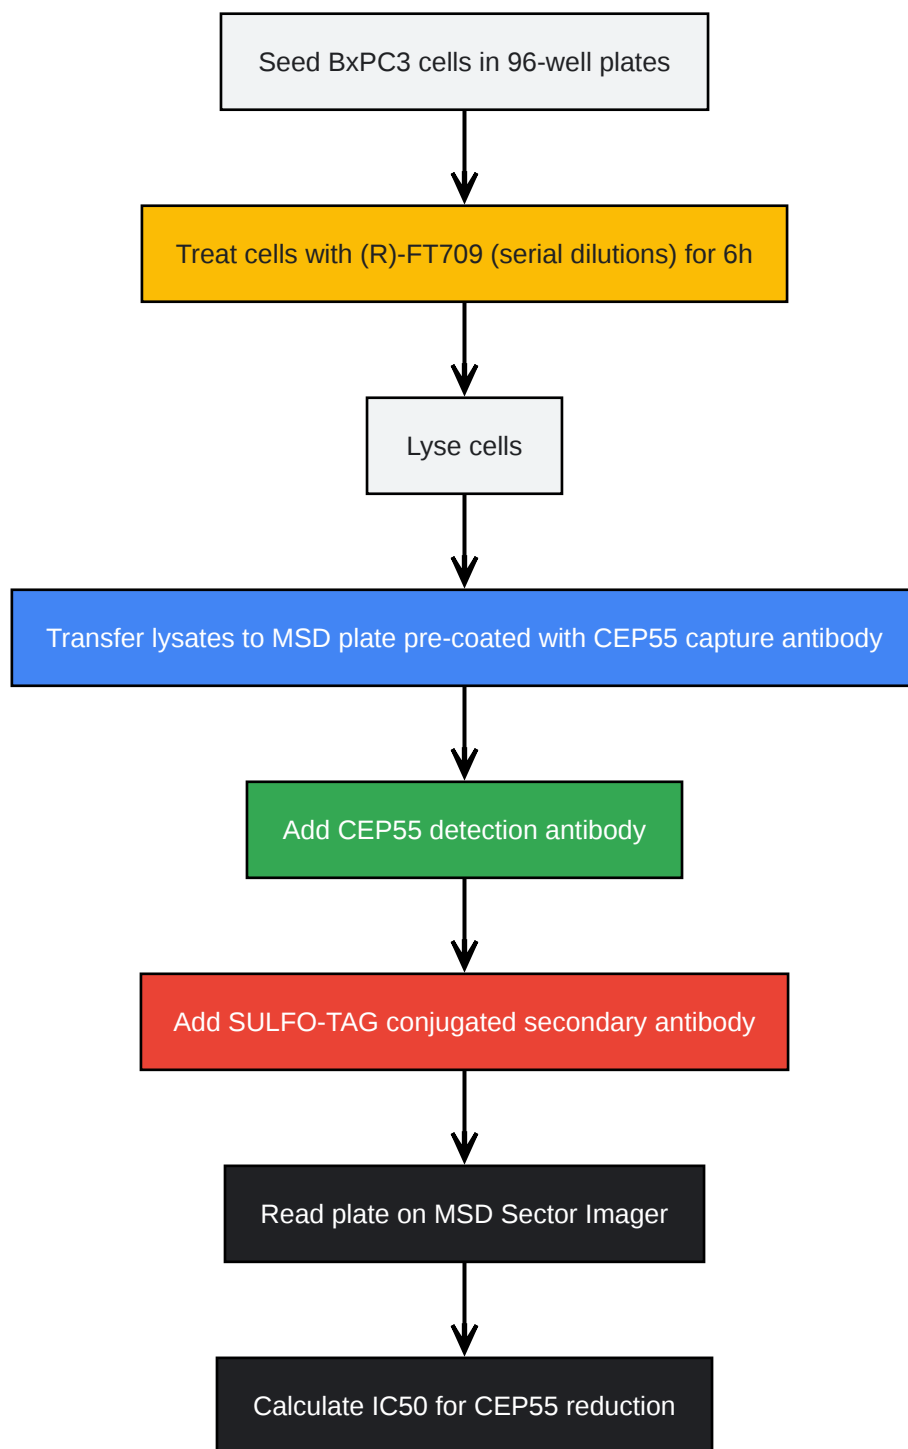 Seed BxPC3 cells in 96-well plates
Treat cells with (R)-FT709 (serial dilutions) for 6h
Lyse cells
Transfer lysates to MSD plate pre-coated with CEP55 capture antibody
Add CEP55 detection antibody
Add SULFO-TAG conjugated secondary antibody
Read plate on MSD Sector Imager
Calculate IC50 for CEP55 reduction